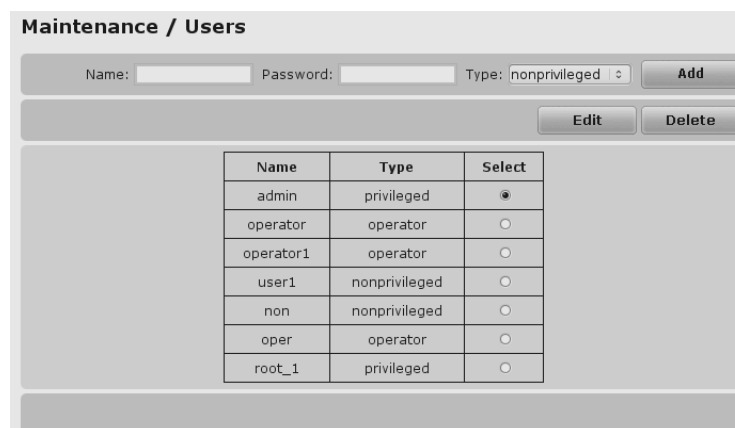 Maintenance / Users
Name: Password: Type: nonprivileged Add
Edit Delete
Name Type Select
admin privileged
operator operator
operator1 operator
user1 nonprivileged
non nonprivileged
oper operator
root_1 privileged